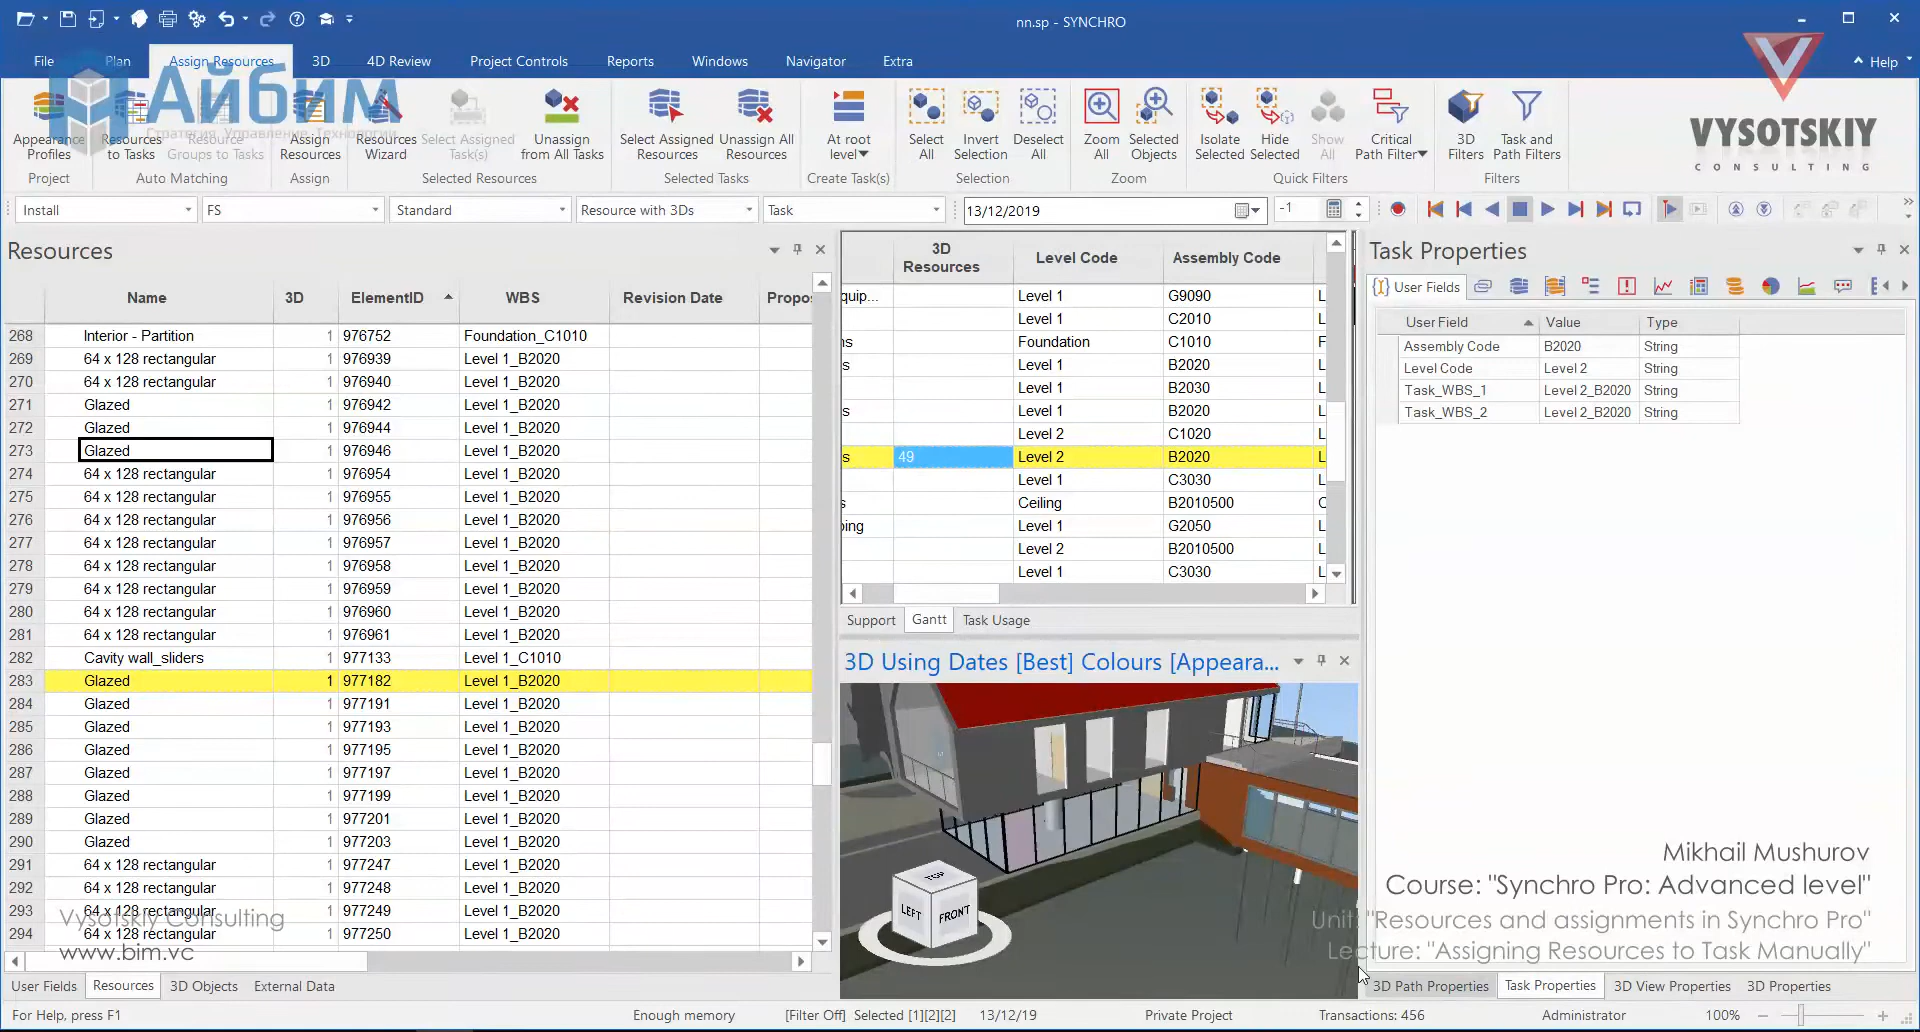 nn.sp - SYNCHRO
File Plan Assign Resources 3D 4D Review Project Controls Reports Windows Navigator Extra Help
Айбим
Стратегия Управление Технологии
VYSOTSKIY
CONSULTING
Appearance Profiles
Resources to Tasks
Resource Groups to Tasks
Assign Resources
Resources Wizard
Select Assigned Task(s)
Unassign from All Tasks
Select Assigned Resources
Unassign All Resources
At root level
Select All
Invert Selection
Deselect All
Zoom All
Selected Objects
Isolate Selected
Hide Selected
Show All
Critical Path Filter
3D Filters
Task and Path Filters
Project Auto Matching Assign Selected Resources Selected Tasks Create Task(s) Selection Zoom Quick Filters Filters
Install FS Standard Resource with 3Ds Task 13/12/2019 -1
Resources
Name 3D ElementID WBS Revision Date Propos
268 Interior - Partition 1 976752 Foundation_C1010
269 64 x 128 rectangular 1 976939 Level 1_B2020
270 64 x 128 rectangular 1 976940 Level 1_B2020
271 Glazed 1 976942 Level 1_B2020
272 Glazed 1 976944 Level 1_B2020
273 Glazed 1 976946 Level 1_B2020
274 64 x 128 rectangular 1 976954 Level 1_B2020
275 64 x 128 rectangular 1 976955 Level 1_B2020
276 64 x 128 rectangular 1 976956 Level 1_B2020
277 64 x 128 rectangular 1 976957 Level 1_B2020
278 64 x 128 rectangular 1 976958 Level 1_B2020
279 64 x 128 rectangular 1 976959 Level 1_B2020
280 64 x 128 rectangular 1 976960 Level 1_B2020
281 64 x 128 rectangular 1 976961 Level 1_B2020
282 Cavity wall_sliders 1 977133 Level 1_C1010
283 Glazed 1 977182 Level 1_B2020
284 Glazed 1 977191 Level 1_B2020
285 Glazed 1 977193 Level 1_B2020
286 Glazed 1 977195 Level 1_B2020
287 Glazed 1 977197 Level 1_B2020
288 Glazed 1 977199 Level 1_B2020
289 Glazed 1 977201 Level 1_B2020
290 Glazed 1 977203 Level 1_B2020
291 64 x 128 rectangular 1 977247 Level 1_B2020
292 64 x 128 rectangular 1 977248 Level 1_B2020
293 64 x 128 rectangular 1 977249 Level 1_B2020
294 64 x 128 rectangular 1 977250 Level 1_B2020
Vysotskiy Consulting
www.bim.vc
User Fields Resources 3D Objects External Data
3D Resources Level Code Assembly Code
quip... Level 1 G9090 L
Level 1 C2010 L
ns Foundation C1010 F
s Level 1 B2020 L
Level 1 B2030 L
s Level 1 B2020 L
Level 2 C1020 L
s 49 Level 2 B2020 L
Level 1 C3030 L
s Ceiling B2010500 C
ping Level 1 G2050 L
Level 2 B2010500 L
Level 1 C3030 L
Support Gantt Task Usage
3D Using Dates [Best] Colours [Appeara...
TOP
LEFT FRONT
Task Properties
User Fields
User Field Value Type
Assembly Code B2020 String
Level Code Level 2 String
Task_WBS_1 Level 2_B2020 String
Task_WBS_2 Level 2_B2020 String
Mikhail Mushurov
Course: "Synchro Pro: Advanced level"
Unit: "Resources and assignments in Synchro Pro"
Lecture: "Assigning Resources to Task Manually"
3D Path Properties Task Properties 3D View Properties 3D Properties
For Help, press F1 Enough memory [Filter Off] Selected [1][2][2] 13/12/19 Private Project Transactions: 456 Administrator 100%